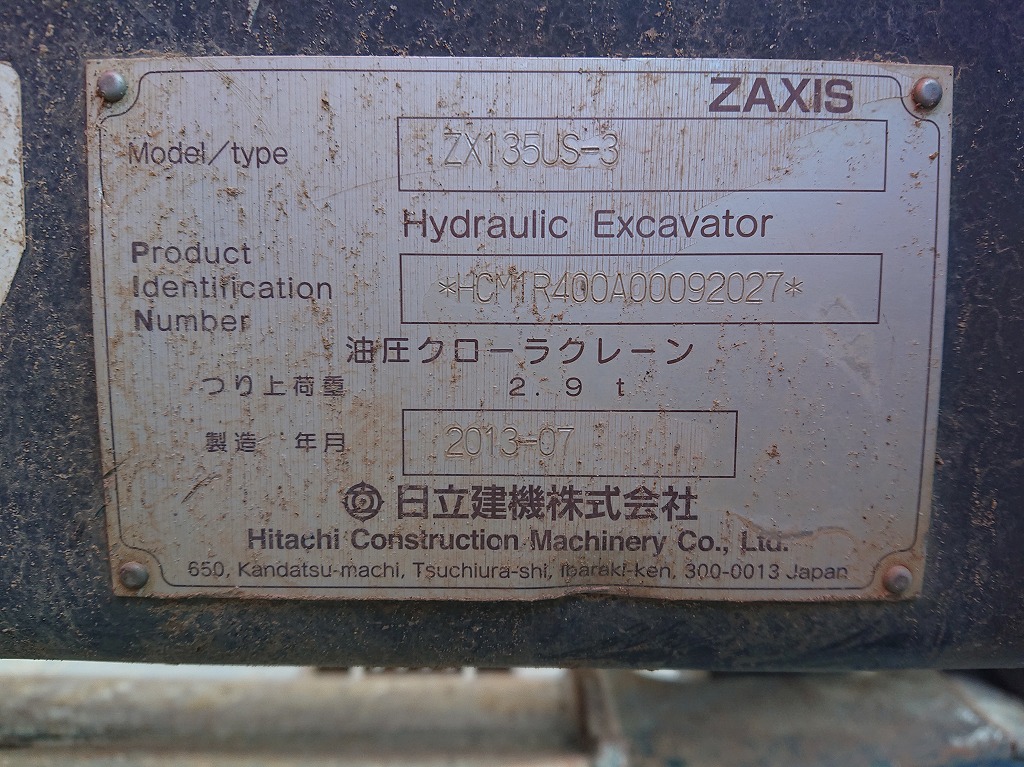 ZAXIS
Model/type ZX135US-3
Hydraulic Excavator
Product
Identification
Number
*HCM1R400A00092027*
油圧クローラクレーン
つり上荷重 2.9 t
製造 年月 2013-07
日立建機株式会社
Hitachi Construction Machinery Co., Ltd.
650, Kandatsu-machi, Tsuchiura-shi, Ibaraki-ken, 300-0013 Japan